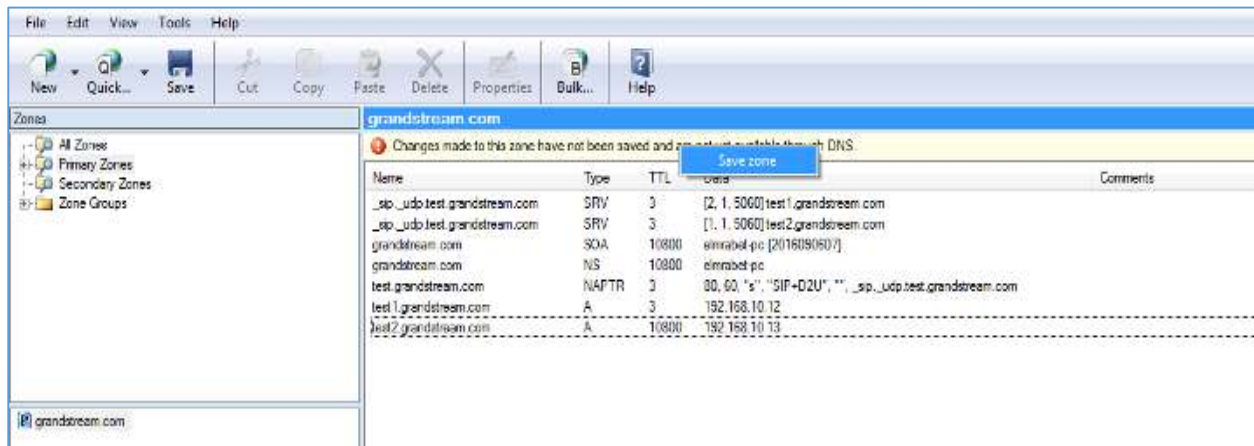 File Edit View Tools Help
New Quick... Save Cut Copy Paste Delete Properties Bulk... Help
Zones
grandstream.com
All Zones
Primary Zones
Secondary Zones
Zone Groups
Changes made to this zone have not been saved and are not yet available through DNS.
Save zone
Name Type TTL Data Comments
_sip._udp.test.grandstream.com SRV 3 [2, 1, 5060] test1.grandstream.com
_sip._udp.test.grandstream.com SRV 3 [1, 1, 5060] test2.grandstream.com
grandstream.com SOA 10800 elmrabet-pc [2016090607]
grandstream.com NS 10800 elmrabet-pc
test.grandstream.com NAPTR 3 80, 60, "s", "SIP+D2U", "", _sip._udp.test.grandstream.com
test1.grandstream.com A 3 192.168.10.12
test2.grandstream.com A 10800 192.168.10.13
grandstream.com